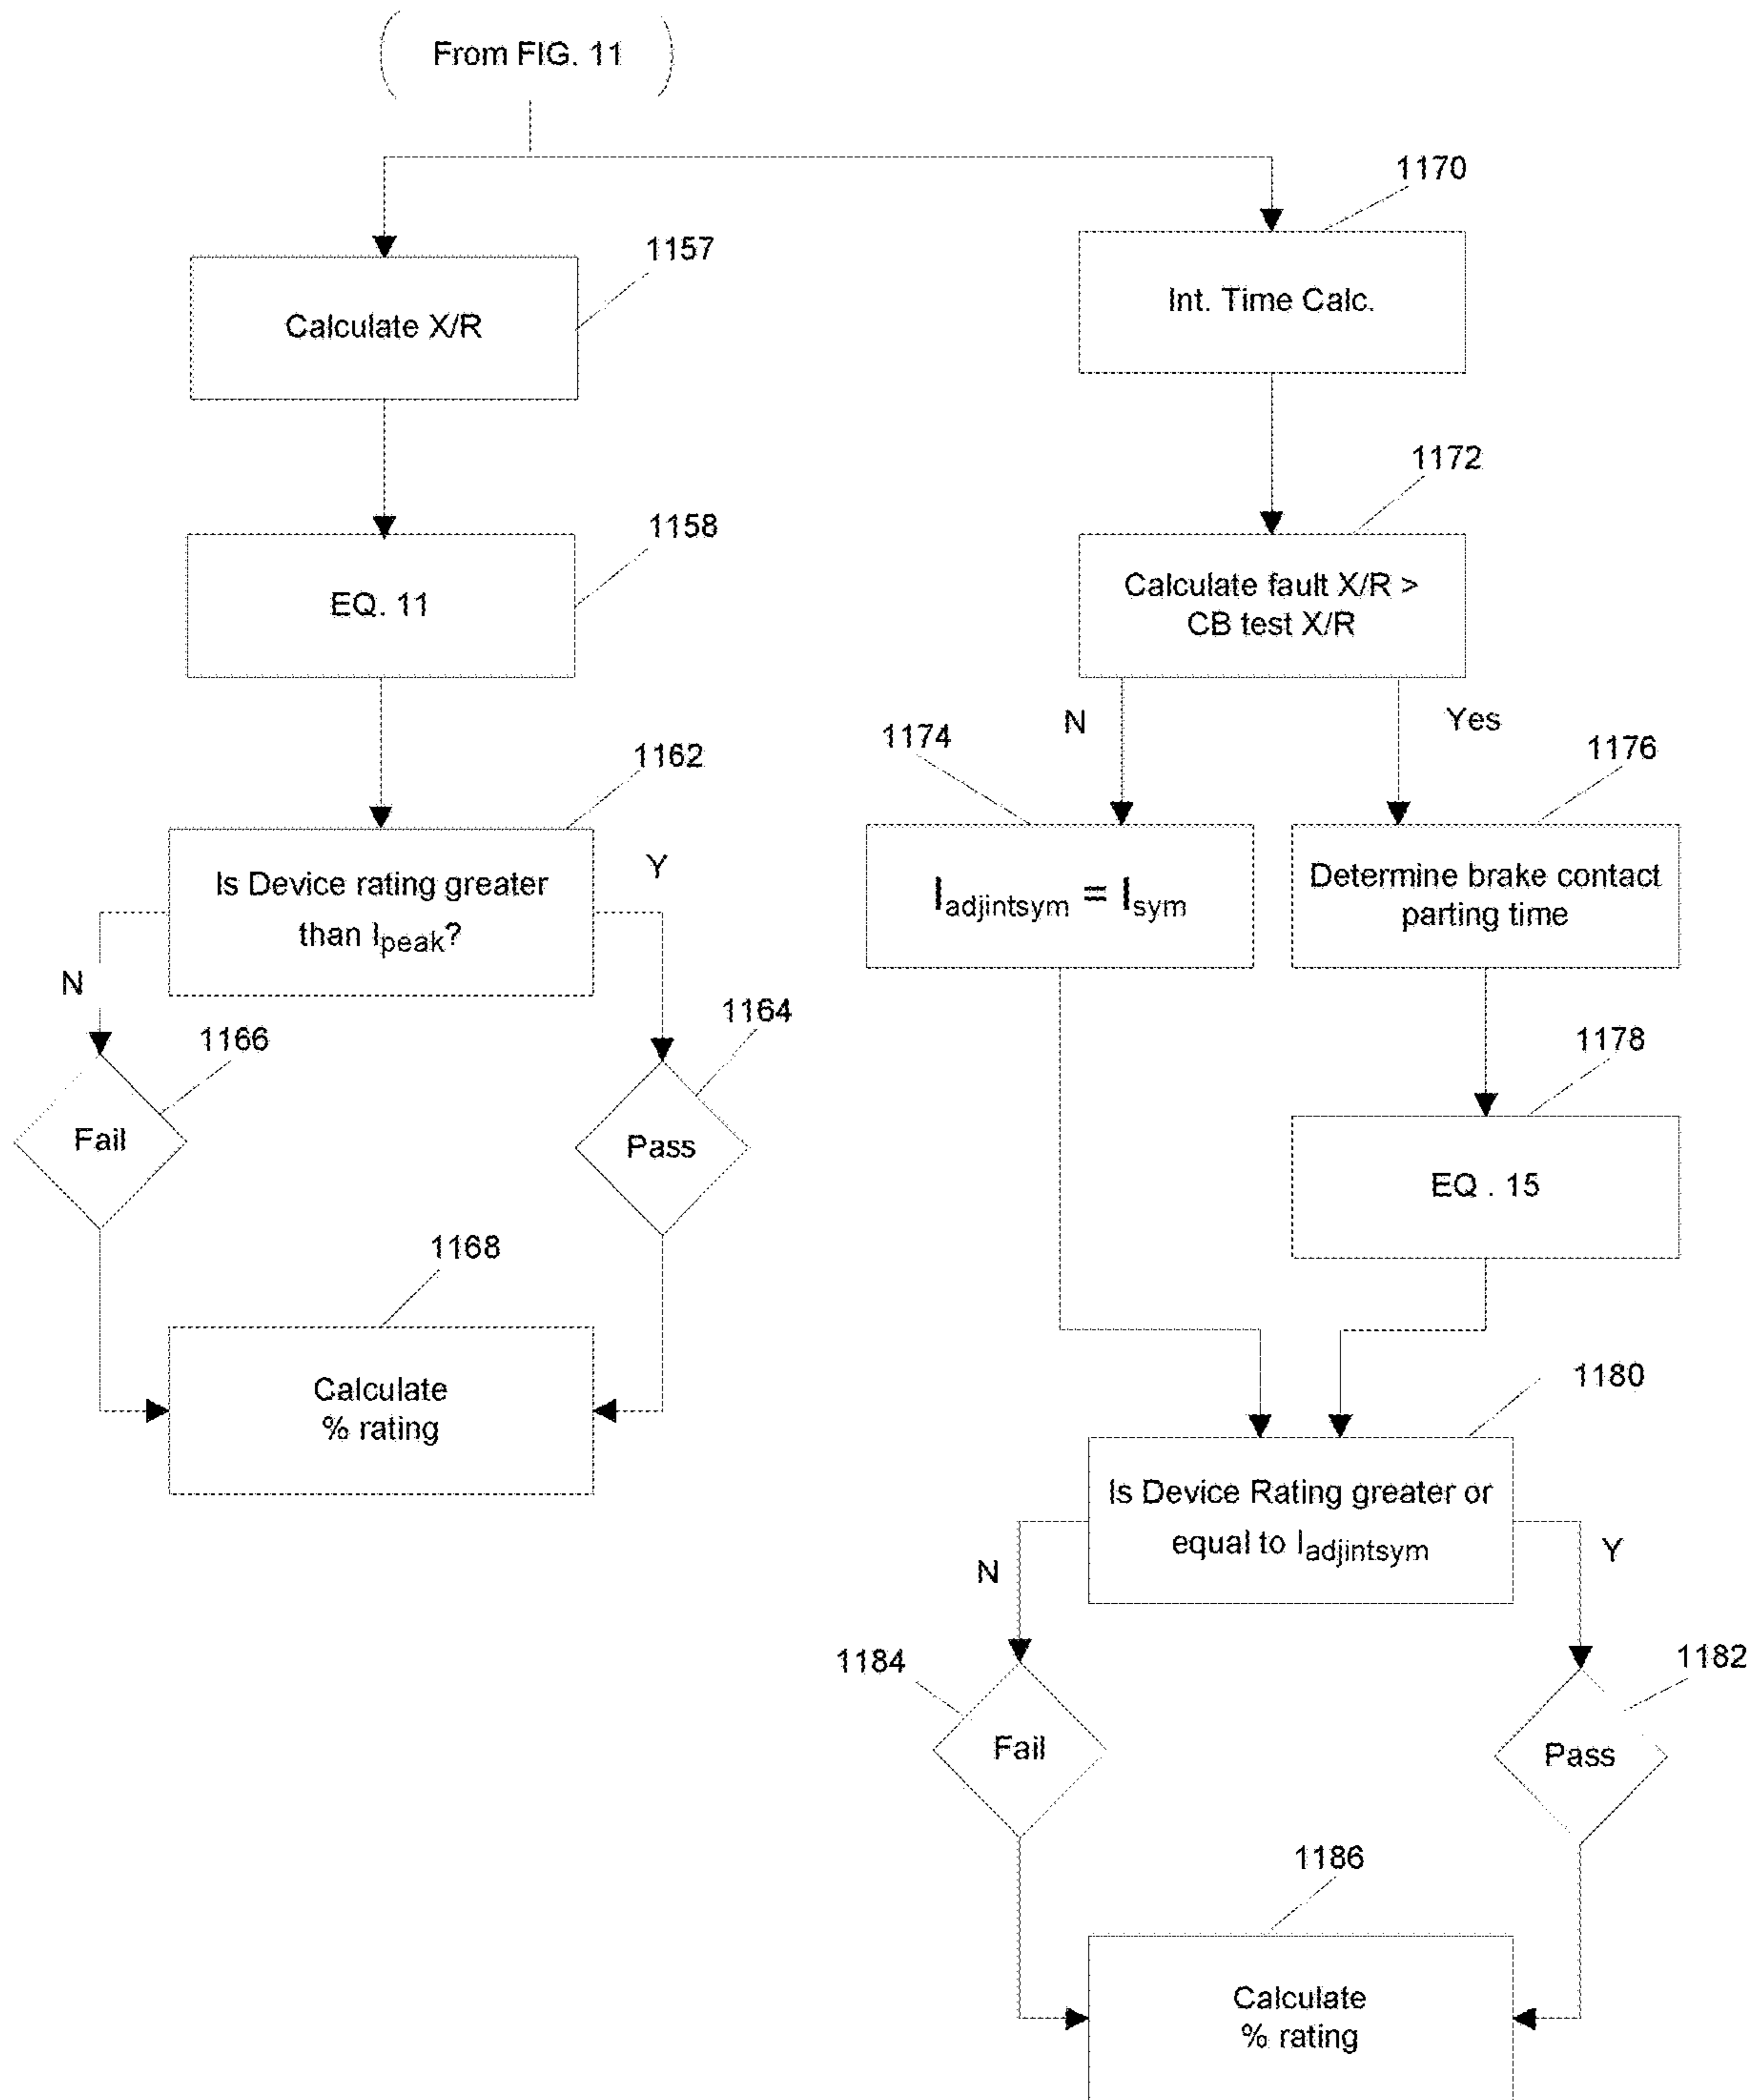 From FIG. 11
1170
1157
Int. Time Calc.
Calculate X/R
1172
1158
Calculate fault X/R >
CB test X/R
EQ. 11
N
Yes
1174
1176
1162
Is Device rating greater
than Ipeak?
Y
Iadjintsym = Isym
Determine brake contact
parting time
N
1164
1166
1178
Fail
Pass
EQ . 15
1168
Calculate
% rating
1180
Is Device Rating greater or
equal to Iadjintsym
N
Y
1184
1182
Fail
Pass
1186
Calculate
% rating